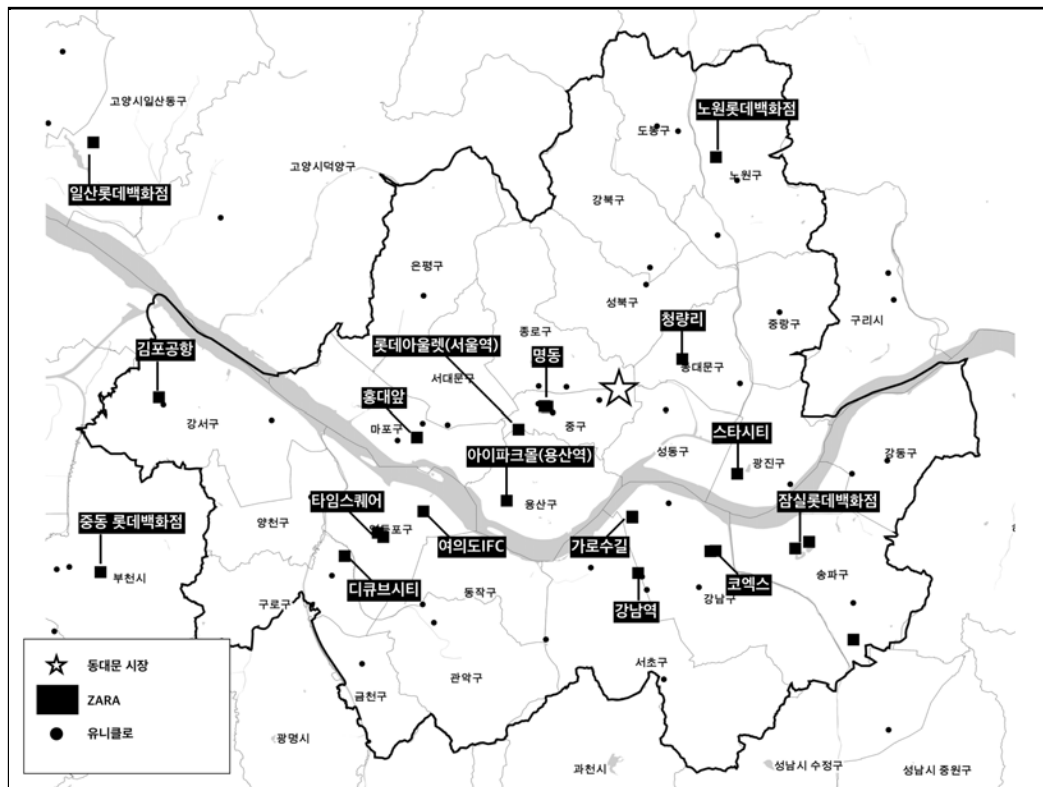 고양시일산동구
노원롯데백화점
도봉구
고양시덕양구
노원구
일산롯데백화점
강북구
은평구
성북구
청량리
중랑구
구리시
종로구
김포공항
롯데아울렛(서울역)
명동
서대문구
동대문구
홍대앞
강서구
마포구
중구
스타시티
성동구
강동구
아이파크몰(용산역)
광진구
타임스퀘어
용산구
잠실롯데백화점
중동 롯데백화점
양천구
영등포구
여의도IFC
가로수길
코엑스
부천시
디큐브시티
동작구
송파구
구로구
강남구
강남역
서초구
관악구
금천구
동대문 시장
ZARA
유니클로
광명시
과천시
성남시 수정구
성남시 중원구